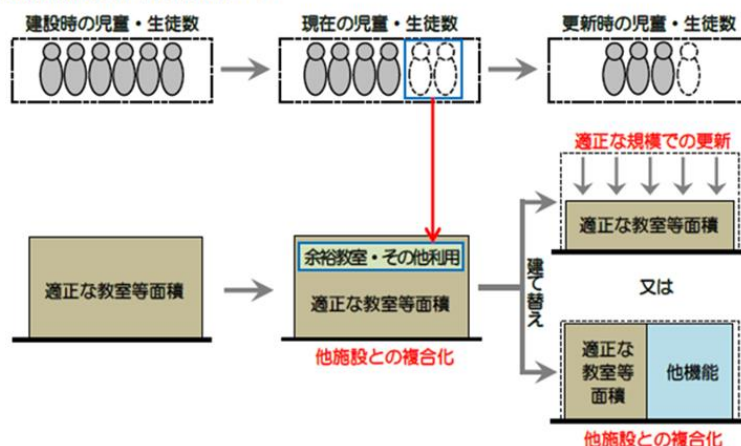 建設時の児童・生徒数
現在の児童・生徒数
更新時の児童・生徒数
適正な規模での更新
適正な教室等面積
余裕教室・その他利用
適正な教室等面積
他施設との複合化
建て替え
適正な教室等面積
又は
適正な
教室等
面積
他機能
他施設との複合化